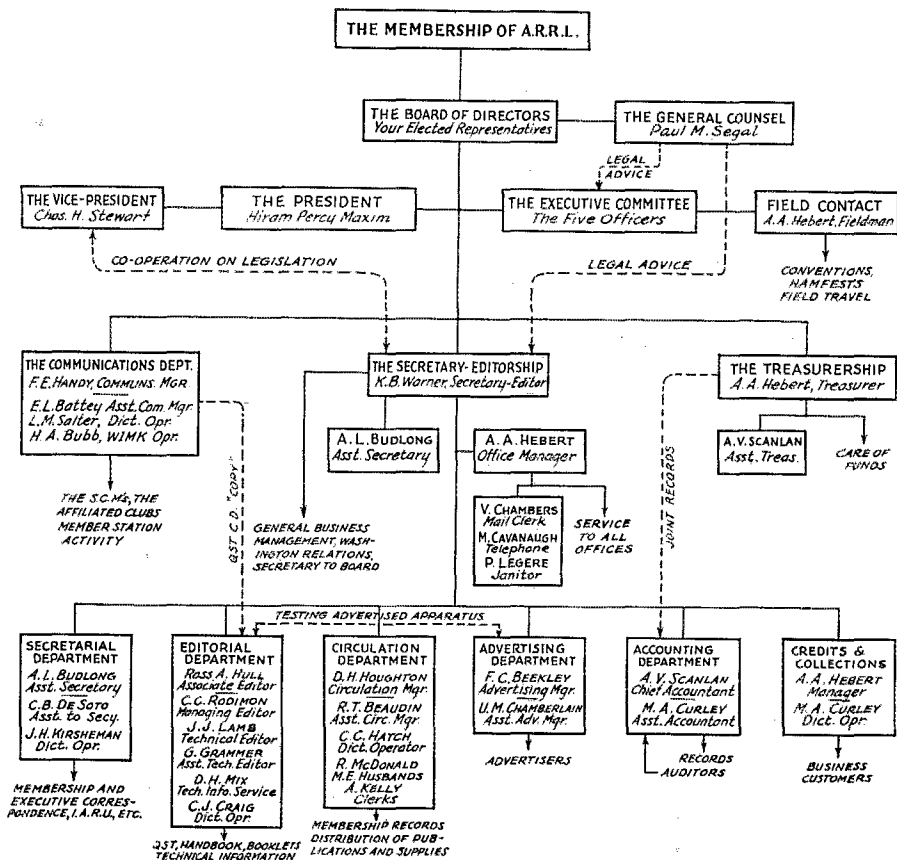 THE MEMBERSHIP OF A.R.R.L.
THE BOARD OF DIRECTORS
Your Elected Representatives
THE GENERAL COUNSEL
Paul M. Segal
LEGAL
ADVICE
THE VICE-PRESIDENT
Chas. H. Stewart
THE PRESIDENT
Hiram Percy Maxim
THE EXECUTIVE COMMITTEE
The Five Officers
FIELD CONTACT
A.A. Hebert, Fieldman
CO-OPERATION ON LEGISLATION
LEGAL ADVICE
CONVENTIONS,
HAMFESTS
FIELD TRAVEL
THE COMMUNICATIONS DEPT.
F.E. HANDY, COMMUNS. MGR.
E.L. Battey Asst. Com. Mgr.
L.M. Salter, Dict. Opr.
H.A. Bubb, W1MK Opr.
THE SECRETARY-EDITORSHIP
K.B. Warner, Secretary-Editor
THE TREASURERSHIP
A.A. Hebert, Treasurer
A.L. BUDLONG
Asst. Secretary
A.A. HEBERT
Office Manager
A.V. SCANLAN
Asst. Treas.
CARE OF
FUNDS
THE S.C.M's, THE
AFFILIATED CLUBS
MEMBER STATION
ACTIVITY
QST C.D. "COPY"
GENERAL BUSINESS
MANAGEMENT, WASH-
INGTON RELATIONS,
SECRETARY TO BOARD
V. CHAMBERS
Mail Clerk
M. CAVANAUGH
Telephone
P. LEGERE
Janitor
SERVICE
TO ALL
OFFICES
JOINT RECORDS
TESTING ADVERTISED APPARATUS
SECRETARIAL
DEPARTMENT
A.L. BUDLONG
Asst. Secretary
C.B. DE SOTO
Asst. to Secy.
J.H. KIRSHEMAN
Dict. Opr.
MEMBERSHIP AND
EXECUTIVE CORRES-
PONDENCE, I.A.R.U., ETC.
EDITORIAL
DEPARTMENT
Ross A. HULL
Associate Editor
C.C. RODIMON
Managing Editor
J.J. LAMB
Technical Editor
G. GRAMMER
Asst. Tech. Editor
D.H. MIX
Tech. Info. Service
C.J. CRAIG
Dict. Opr.
QST, HANDBOOK, BOOKLETS
TECHNICAL INFORMATION
CIRCULATION
DEPARTMENT
D.H. HOUGHTON
Circulation Mgr.
R.T. BEAUDIN
Asst. Circ. Mgr.
C.C. HATCH
Dict. Operator
R. MCDONALD
M.E. HUSBANDS
A. KELLY
Clerks
MEMBERSHIP RECORDS
DISTRIBUTION OF PUB-
LICATIONS AND SUPPLIES
ADVERTISING
DEPARTMENT
F.C. BEEKLEY
Advertising Mgr.
U.M. CHAMBERLAIN
Asst. Adv. Mgr.
ADVERTISERS
ACCOUNTING
DEPARTMENT
A.V. SCANLAN
Chief Accountant
M.A. CURLEY
Asst. Accountant
RECORDS
AUDITORS
CREDITS &
COLLECTIONS
A.A. HEBERT
Manager
M.A. CURLEY
Dict. Opr.
BUSINESS
CUSTOMERS